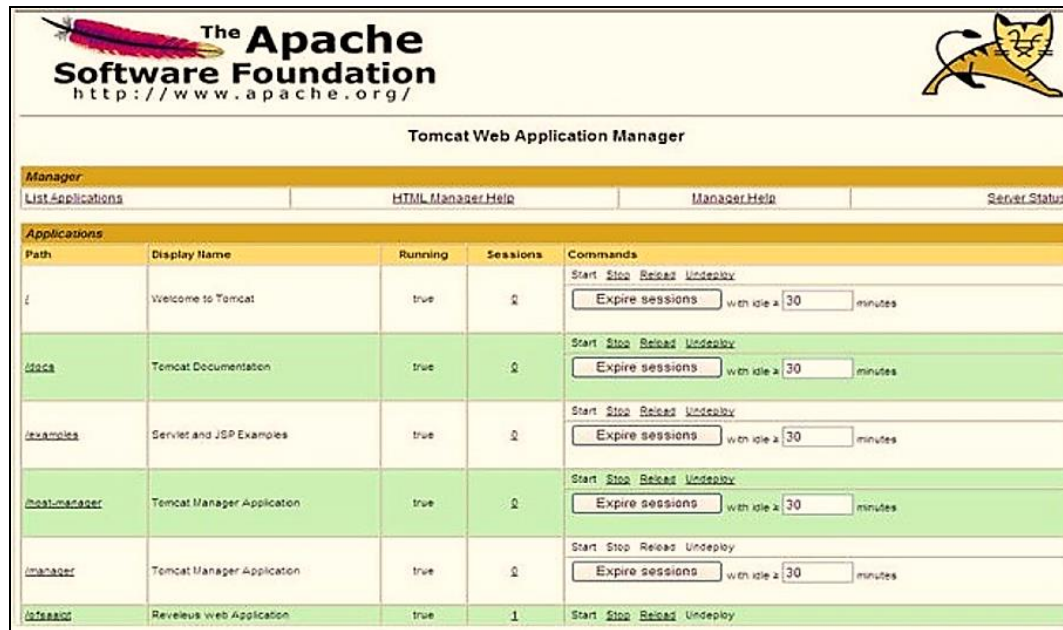 The Apache
Software Foundation
http://www.apache.org/
Tomcat Web Application Manager
Manager
List Applications HTML Manager Help Manager Help Server Status
Applications
Path Display Name Running Sessions Commands
/ Welcome to Tomcat true 0 Start Stop Reload Undeploy
Expire sessions with idle ≥ 30 minutes
/docs Tomcat Documentation true 0 Start Stop Reload Undeploy
Expire sessions with idle ≥ 30 minutes
/examples Servlet and JSP Examples true 0 Start Stop Reload Undeploy
Expire sessions with idle ≥ 30 minutes
/host-manager Tomcat Manager Application true 0 Start Stop Reload Undeploy
Expire sessions with idle ≥ 30 minutes
/manager Tomcat Manager Application true 0 Start Stop Reload Undeploy
Expire sessions with idle ≥ 30 minutes
Reveleus Web Application true 1 Start Stop Reload Undeploy